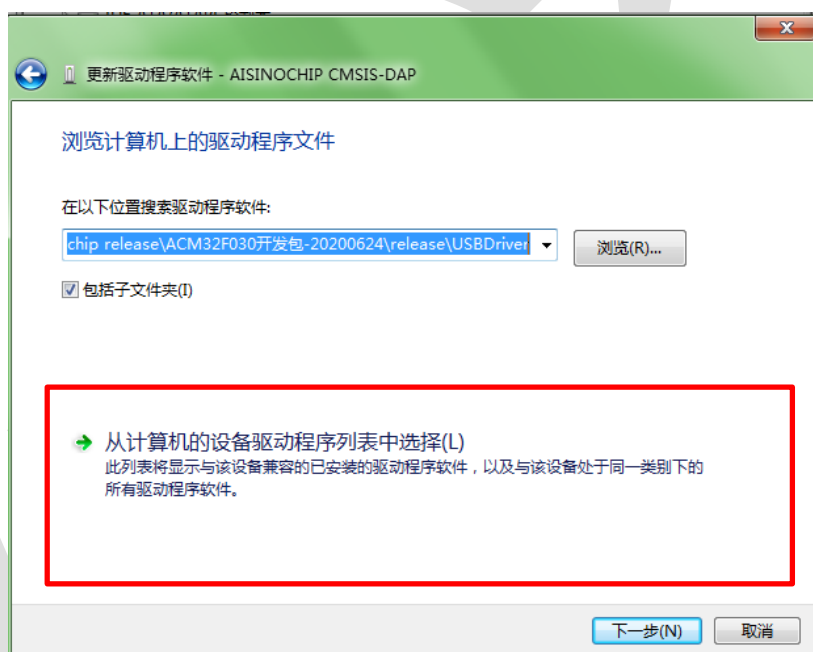 更新驱动程序软件 - AISINOCHIP CMSIS-DAP
浏览计算机上的驱动程序文件
在以下位置搜索驱动程序软件:
chip release\ACM32F030开发包-20200624\release\USBDriver
浏览(R)...
包括子文件夹(I)
从计算机的设备驱动程序列表中选择(L)
此列表将显示与该设备兼容的已安装的驱动程序软件，以及与该设备处于同一类别下的
所有驱动程序软件。
下一步(N)
取消